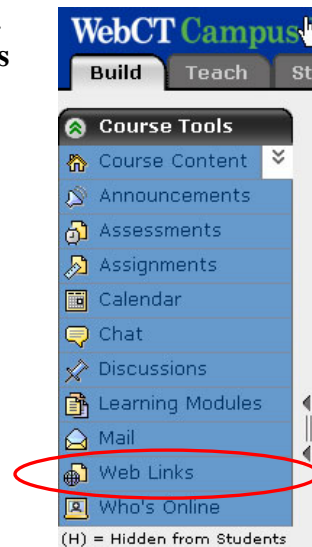 WebCT Campus
Build Teach St
Course Tools
Course Content
Announcements
Assessments
Assignments
Calendar
Chat
Discussions
Learning Modules
Mail
Web Links
Who's Online
(H) = Hidden from Students